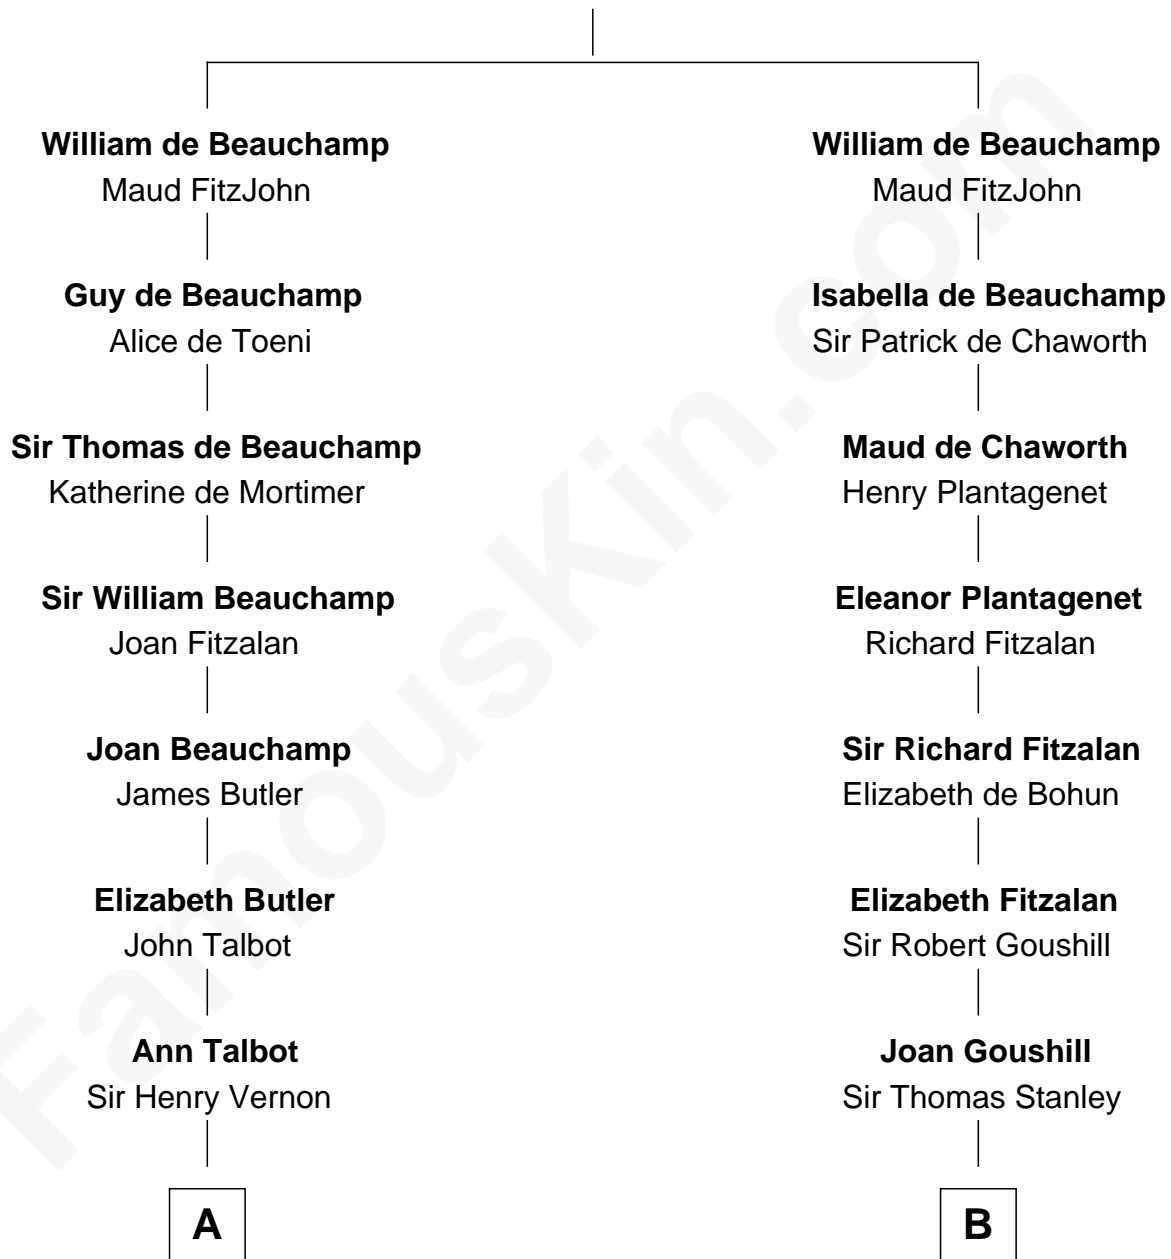 William de Beauchamp
Maud FitzJohn
Guy de Beauchamp
Alice de Toeni
Sir Thomas de Beauchamp
Katherine de Mortimer
Sir William Beauchamp
Joan Fitzalan
Joan Beauchamp
James Butler
Elizabeth Butler
John Talbot
Ann Talbot
Sir Henry Vernon
A
William de Beauchamp
Maud FitzJohn
Isabella de Beauchamp
Sir Patrick de Chaworth
Maud de Chaworth
Henry Plantagenet
Eleanor Plantagenet
Richard Fitzalan
Sir Richard Fitzalan
Elizabeth de Bohun
Elizabeth Fitzalan
Sir Robert Goushill
Joan Goushill
Sir Thomas Stanley
B
FamousKin.com